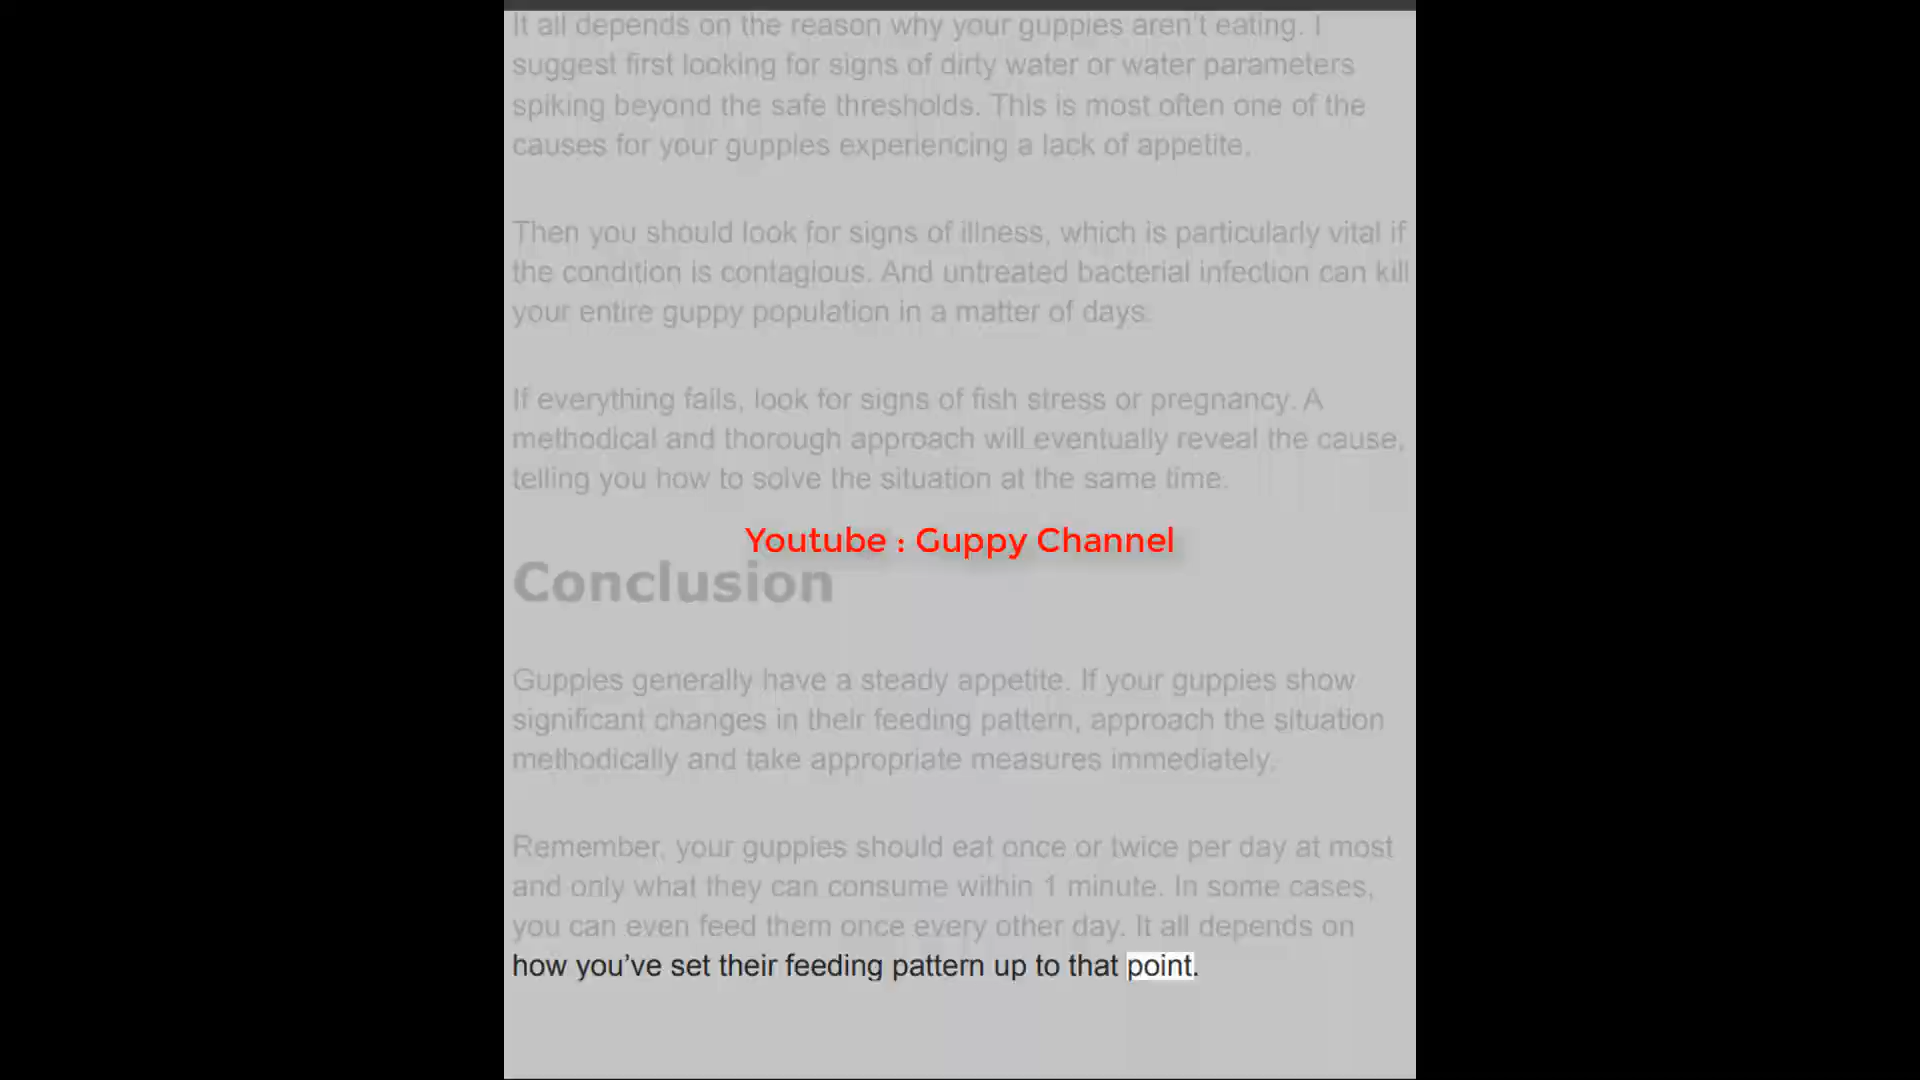 It all depends on the reason why your guppies aren't eating. I
suggest first looking for signs of dirty water or water parameters
spiking beyond the safe thresholds. This is most often one of the
causes for your guppies experiencing a lack of appetite.
Then you should look for signs of illness, which is particularly vital if
the condition is contagious. And untreated bacterial infection can kill
your entire guppy population in a matter of days.
If everything fails, look for signs of fish stress or pregnancy. A
methodical and thorough approach will eventually reveal the cause,
telling you how to solve the situation at the same time.
Youtube : Guppy Channel
Conclusion
Guppies generally have a steady appetite. If your guppies show
significant changes in their feeding pattern, approach the situation
methodically and take appropriate measures immediately.
Remember, your guppies should eat once or twice per day at most
and only what they can consume within 1 minute. In some cases,
you can even feed them once every other day. It all depends on
how you've set their feeding pattern up to that point.